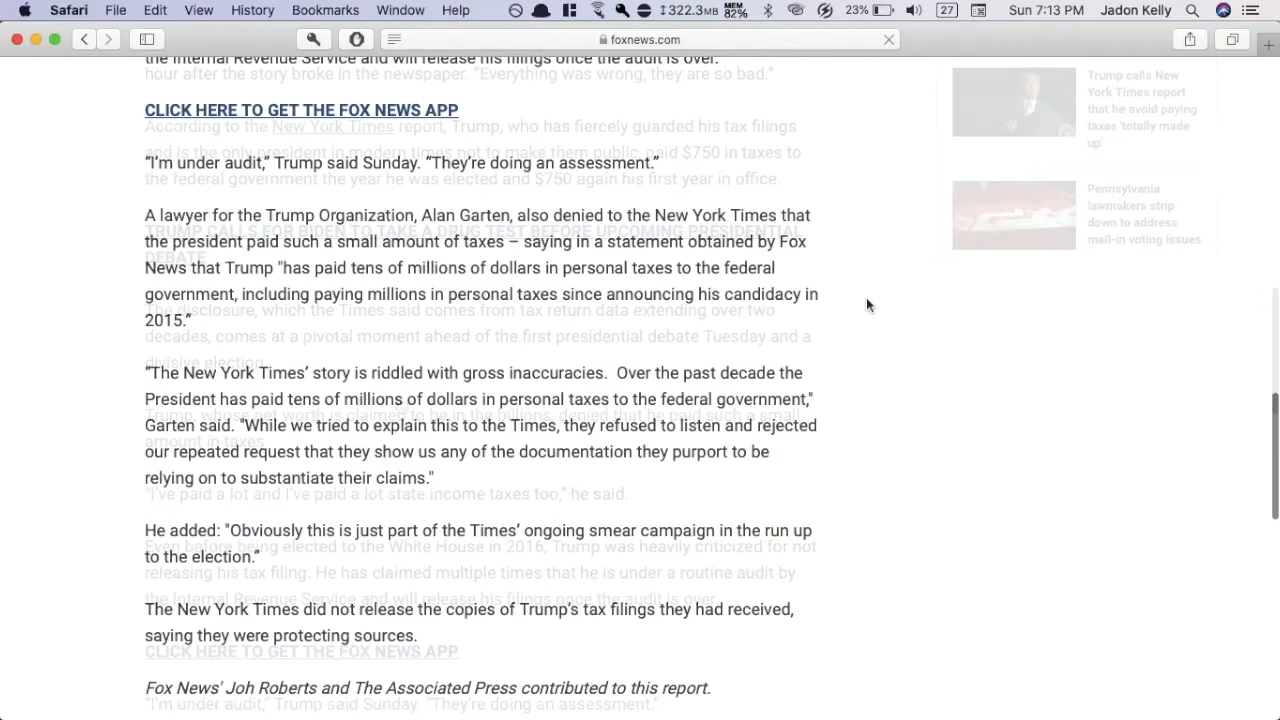 Safari File Edit View History Bookmarks Window Help 322.3MB MEM 82% 23% 27 Sun 7:13 PM Jadon Kelly
foxnews.com
the Internal Revenue Service and will release his filings once the audit is over.
hour after the story broke in the newspaper. “Everything was wrong, they are so bad.”
CLICK HERE TO GET THE FOX NEWS APP
According to the New York Times report, Trump, who has fiercely guarded his tax filings
and is the only president in modern times not to make them public, paid $750 in taxes to
“I’m under audit,” Trump said Sunday. “They’re doing an assessment.”
the federal government the year he was elected and $750 again his first year in office.
A lawyer for the Trump Organization, Alan Garten, also denied to the New York Times that
TRUMP CALLS FOR BIDEN TO TAKE A DRUG TEST BEFORE UPCOMING PRESIDENTIAL
the president paid such a small amount of taxes – saying in a statement obtained by Fox
DEBATE
News that Trump "has paid tens of millions of dollars in personal taxes to the federal
government, including paying millions in personal taxes since announcing his candidacy in
The disclosure, which the Times said comes from tax return data extending over two
2015.“
decades, comes at a pivotal moment ahead of the first presidential debate Tuesday and a
divisive election.
“The New York Times’ story is riddled with gross inaccuracies.  Over the past decade the
President has paid tens of millions of dollars in personal taxes to the federal government,"
Trump, whose net worth is claimed to be in the billions, denied that he paid such a small
Garten said. "While we tried to explain this to the Times, they refused to listen and rejected
amount in taxes.
our repeated request that they show us any of the documentation they purport to be
relying on to substantiate their claims."
“I’ve paid a lot and I’ve paid a lot state income taxes too,” he said.
He added: "Obviously this is just part of the Times’ ongoing smear campaign in the run up
Even before being elected to the White House in 2016, Trump was heavily criticized for not
to the election.”
releasing his tax filing. He has claimed multiple times that he is under a routine audit by
the Internal Revenue Service and will release his filings once the audit is over.
The New York Times did not release the copies of Trump’s tax filings they had received,
saying they were protecting sources.
CLICK HERE TO GET THE FOX NEWS APP
Fox News' Joh Roberts and The Associated Press contributed to this report.
“I’m under audit,” Trump said Sunday. “They’re doing an assessment.”
Trump calls New
York Times report
that he avoid paying
taxes 'totally made
up'
Pennsylvania
lawmakers strip
down to address
mail-in voting issues